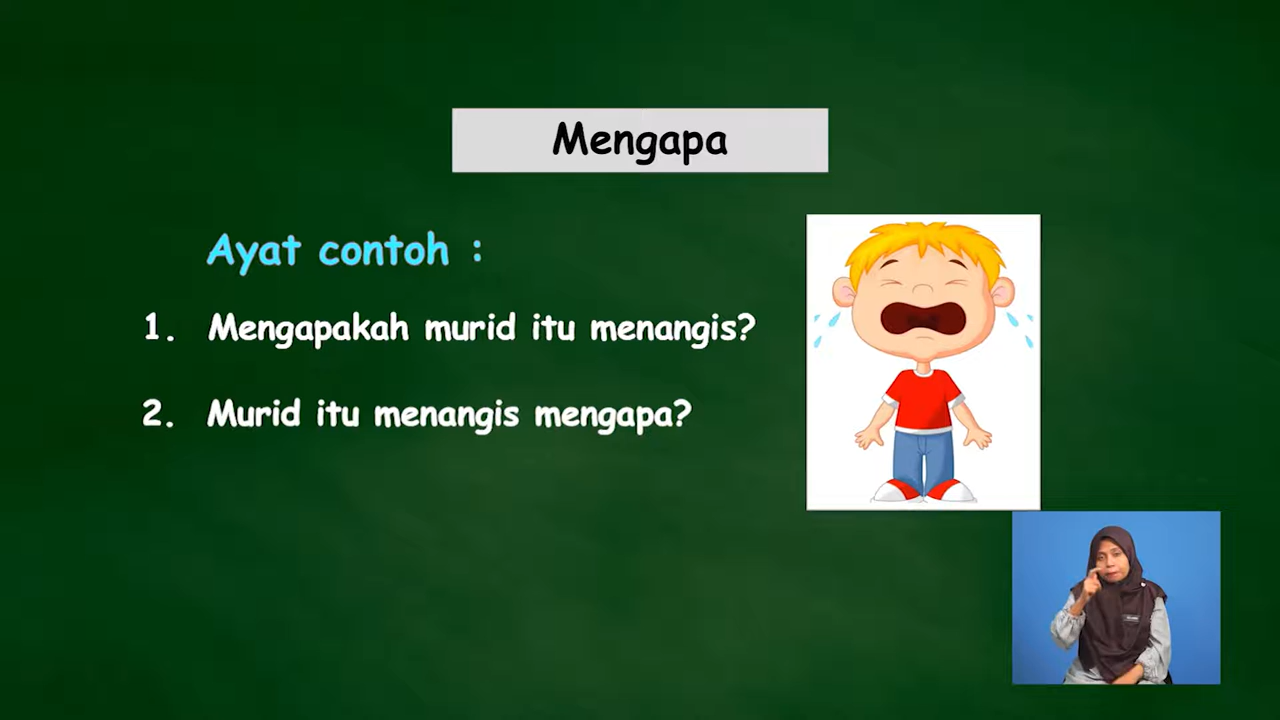 Mengapa
Ayat contoh :
1. Mengapakah murid itu menangis?
2. Murid itu menangis mengapa?